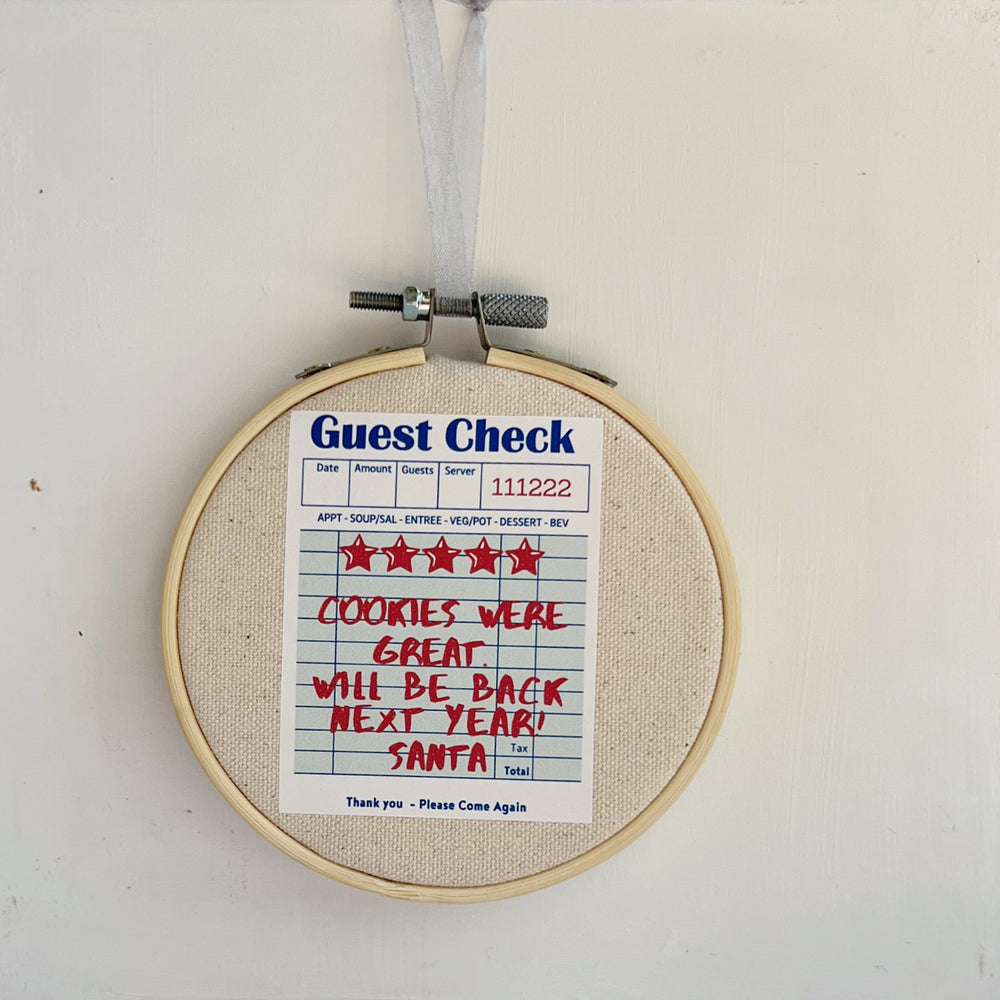 Guest Check
Date Amount Guests Server 111222
APPT - SOUP/SAL - ENTREE - VEG/POT - DESSERT - BEV
COOKIES WERE
GREAT.
WILL BE BACK
NEXT YEAR!
SANTA
Tax
Total
Thank you - Please Come Again